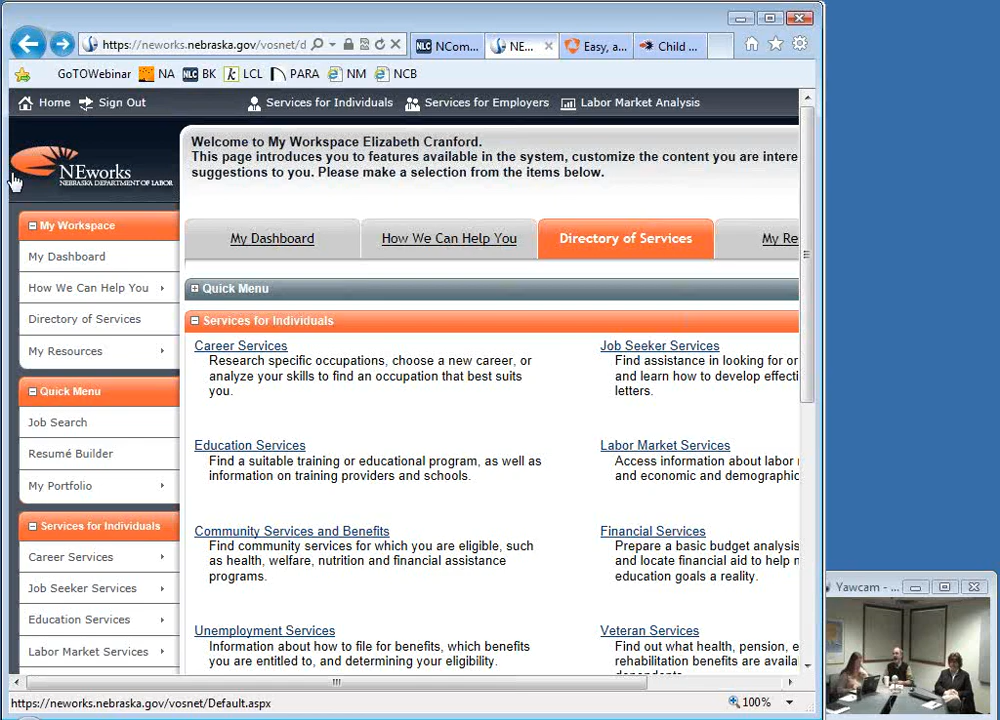 https://neworks.nebraska.gov/vosnet/d
NCom...
NE...
Easy, a...
Child ...
GoTOWebinar NA NLC BK k LCL PARA NM NCB
Home Sign Out Services for Individuals Services for Employers Labor Market Analysis
NEworks
NEBRASKA DEPARTMENT OF LABOR
Welcome to My Workspace Elizabeth Cranford.
This page introduces you to features available in the system, customize the content you are intere
suggestions to you. Please make a selection from the items below.
My Dashboard How We Can Help You Directory of Services My Re
My Workspace
My Dashboard
How We Can Help You
Directory of Services
My Resources
Quick Menu
Job Search
Resumé Builder
My Portfolio
Services for Individuals
Career Services
Job Seeker Services
Education Services
Labor Market Services
Quick Menu
Services for Individuals
Career Services
Research specific occupations, choose a new career, or
analyze your skills to find an occupation that best suits
you.
Job Seeker Services
Find assistance in looking for or
and learn how to develop effecti
letters.
Education Services
Find a suitable training or educational program, as well as
information on training providers and schools.
Labor Market Services
Access information about labor
and economic and demographic
Community Services and Benefits
Find community services for which you are eligible, such
as health, welfare, nutrition and financial assistance
programs.
Financial Services
Prepare a basic budget analysis
and locate financial aid to help
education goals a reality.
Unemployment Services
Information about how to file for benefits, which benefits
you are entitled to, and determining your eligibility.
Veteran Services
Find out what health, pension, e
rehabilitation benefits are availa
https://neworks.nebraska.gov/vosnet/Default.aspx
100%
Yawcam - ...